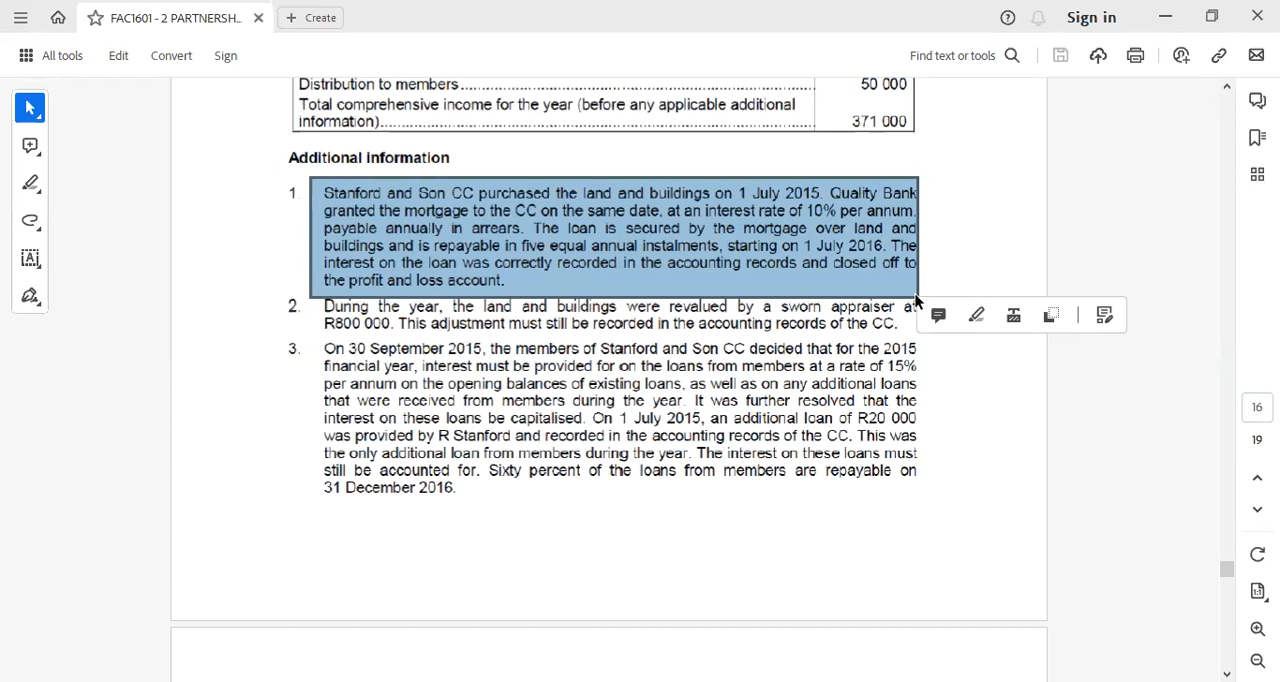 FAC1601 - 2 PARTNERSH...
Create
Sign in
All tools
Edit
Convert
Sign
Find text or tools
Distribution to members 50 000
Total comprehensive income for the year (before any applicable additional
information) 371 000
Additional information
1. Stanford and Son CC purchased the land and buildings on 1 July 2015. Quality Bank
granted the mortgage to the CC on the same date, at an interest rate of 10% per annum,
payable annually in arrears. The loan is secured by the mortgage over land and
buildings and is repayable in five equal annual instalments, starting on 1 July 2016. The
interest on the loan was correctly recorded in the accounting records and closed off to
the profit and loss account.
2. During the year, the land and buildings were revalued by a sworn appraiser at
R800 000. This adjustment must still be recorded in the accounting records of the CC.
3. On 30 September 2015, the members of Stanford and Son CC decided that for the 2015
financial year, interest must be provided for on the loans from members at a rate of 15%
per annum on the opening balances of existing loans, as well as on any additional loans
that were received from members during the year. It was further resolved that the
interest on these loans be capitalised. On 1 July 2015, an additional loan of R20 000
was provided by R Stanford and recorded in the accounting records of the CC. This was
the only additional loan from members during the year. The interest on these loans must
still be accounted for. Sixty percent of the loans from members are repayable on
31 December 2016.
16
19